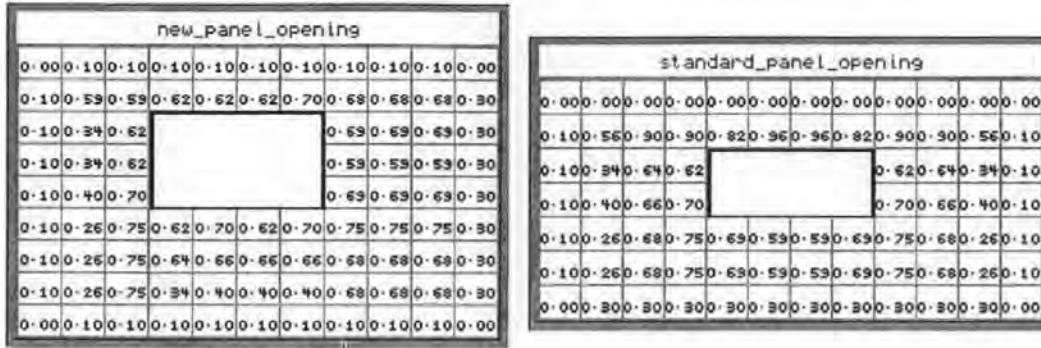 new_panel_opening
0·00 0·10 0·10 0·10 0·10 0·10 0·10 0·10 0·10 0·10 0·00
0·10 0·59 0·59 0·62 0·62 0·62 0·70 0·68 0·68 0·68 0·30
0·10 0·34 0·62 0·69 0·69 0·69 0·30
0·10 0·34 0·62 0·59 0·59 0·59 0·30
0·10 0·40 0·70 0·69 0·69 0·69 0·30
0·10 0·26 0·75 0·62 0·70 0·62 0·70 0·75 0·75 0·75 0·30
0·10 0·26 0·75 0·64 0·66 0·66 0·66 0·68 0·68 0·68 0·30
0·10 0·26 0·75 0·34 0·40 0·40 0·40 0·68 0·68 0·68 0·30
0·00 0·10 0·10 0·10 0·10 0·10 0·10 0·10 0·10 0·10 0·00
standard_panel_opening
0·00 0·00 0·00 0·00 0·00 0·00 0·00 0·00 0·00 0·00 0·00 0·00
0·10 0·56 0·90 0·90 0·82 0·96 0·96 0·82 0·90 0·90 0·56 0·10
0·10 0·34 0·64 0·62 0·62 0·64 0·34 0·10
0·10 0·40 0·66 0·70 0·70 0·66 0·40 0·10
0·10 0·26 0·68 0·75 0·69 0·59 0·59 0·69 0·75 0·68 0·26 0·10
0·10 0·26 0·68 0·75 0·69 0·59 0·59 0·69 0·75 0·68 0·26 0·10
0·00 0·30 0·30 0·30 0·30 0·30 0·30 0·30 0·30 0·30 0·30 0·00